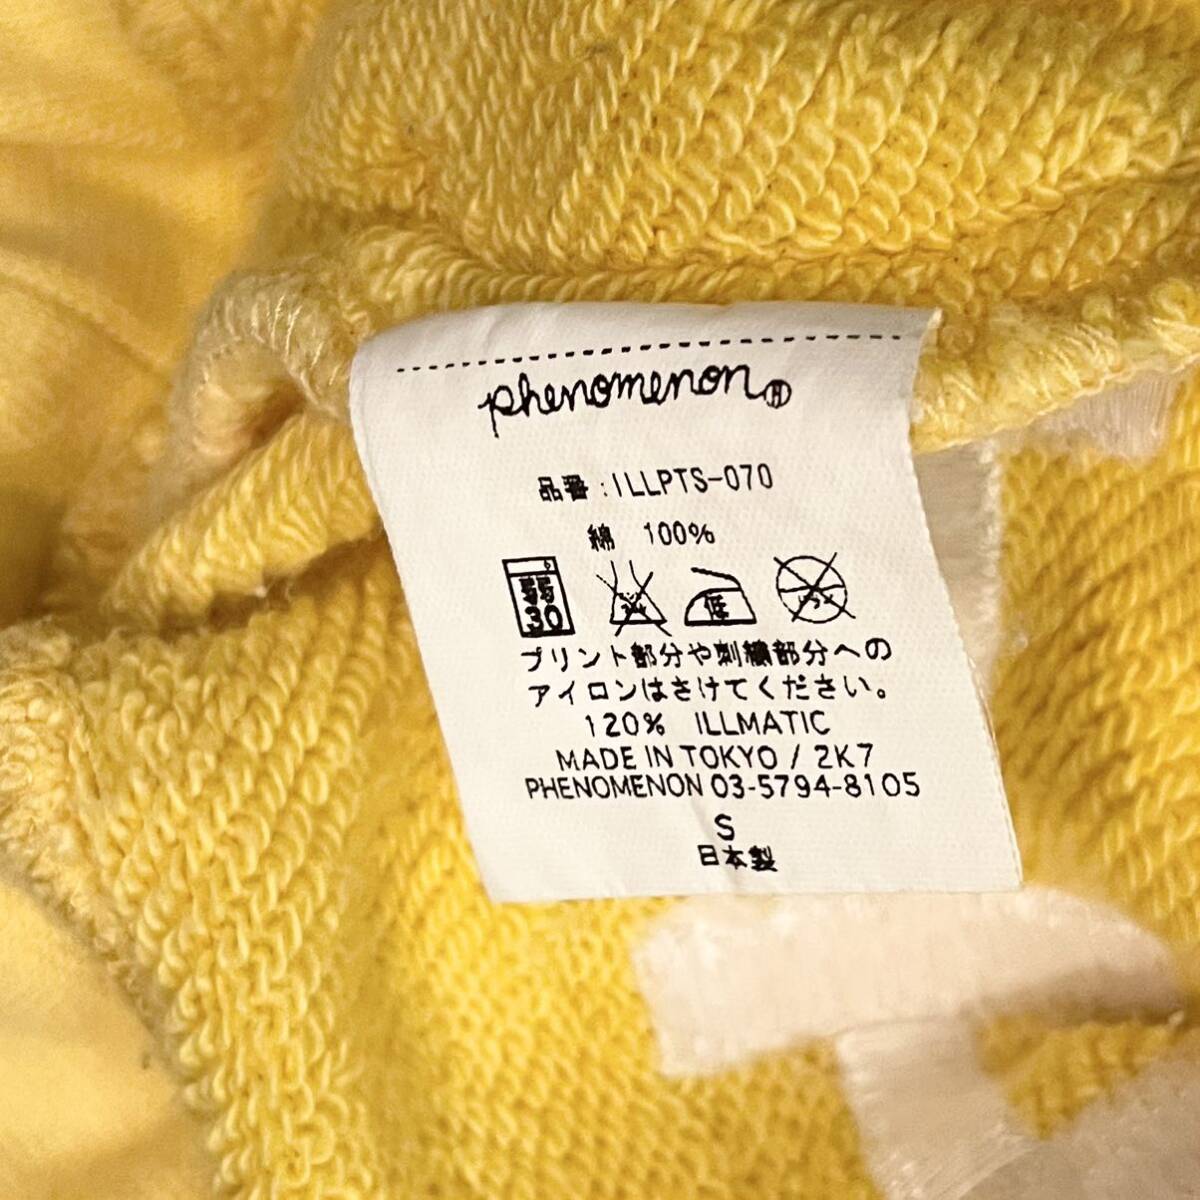 phenomenon®
品番:ILLPTS-070
綿 100%
弱
30
低
プリント部分や刺繍部分への
アイロンはさけてください。
120% ILLMATIC
MADE IN TOKYO / 2K7
PHENOMENON 03-5794-8105
S
日本製